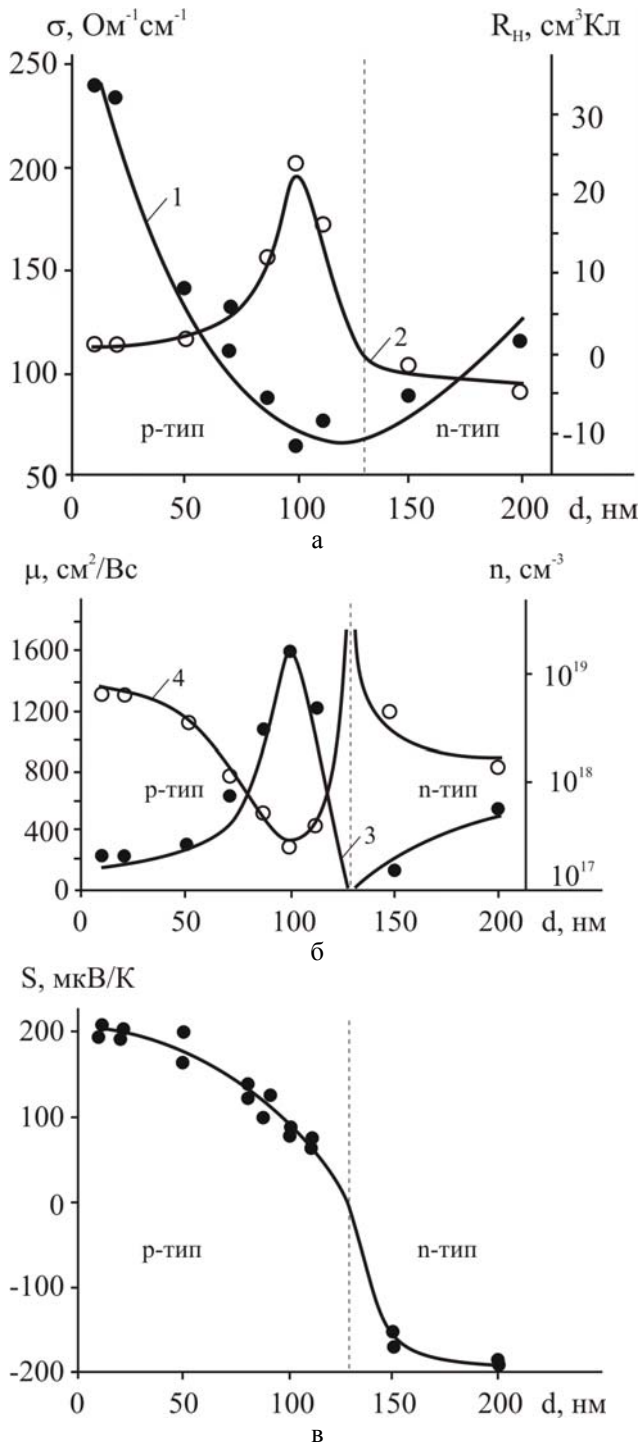 σ, Ом⁻¹см⁻¹ R_H, см³Кл
250
200
150
100
50
30
20
10
0
-10
1
2
p-тип n-тип
0 50 100 150 200 d, нм
а
μ, см²/Вс n, см⁻³
1600
1200
800
400
0
10¹⁹
10¹⁸
10¹⁷
4
3
p-тип n-тип
0 50 100 150 200 d, нм
б
S, мкВ/К
200
100
0
-100
-200
p-тип n-тип
0 50 100 150 200 d, нм
в